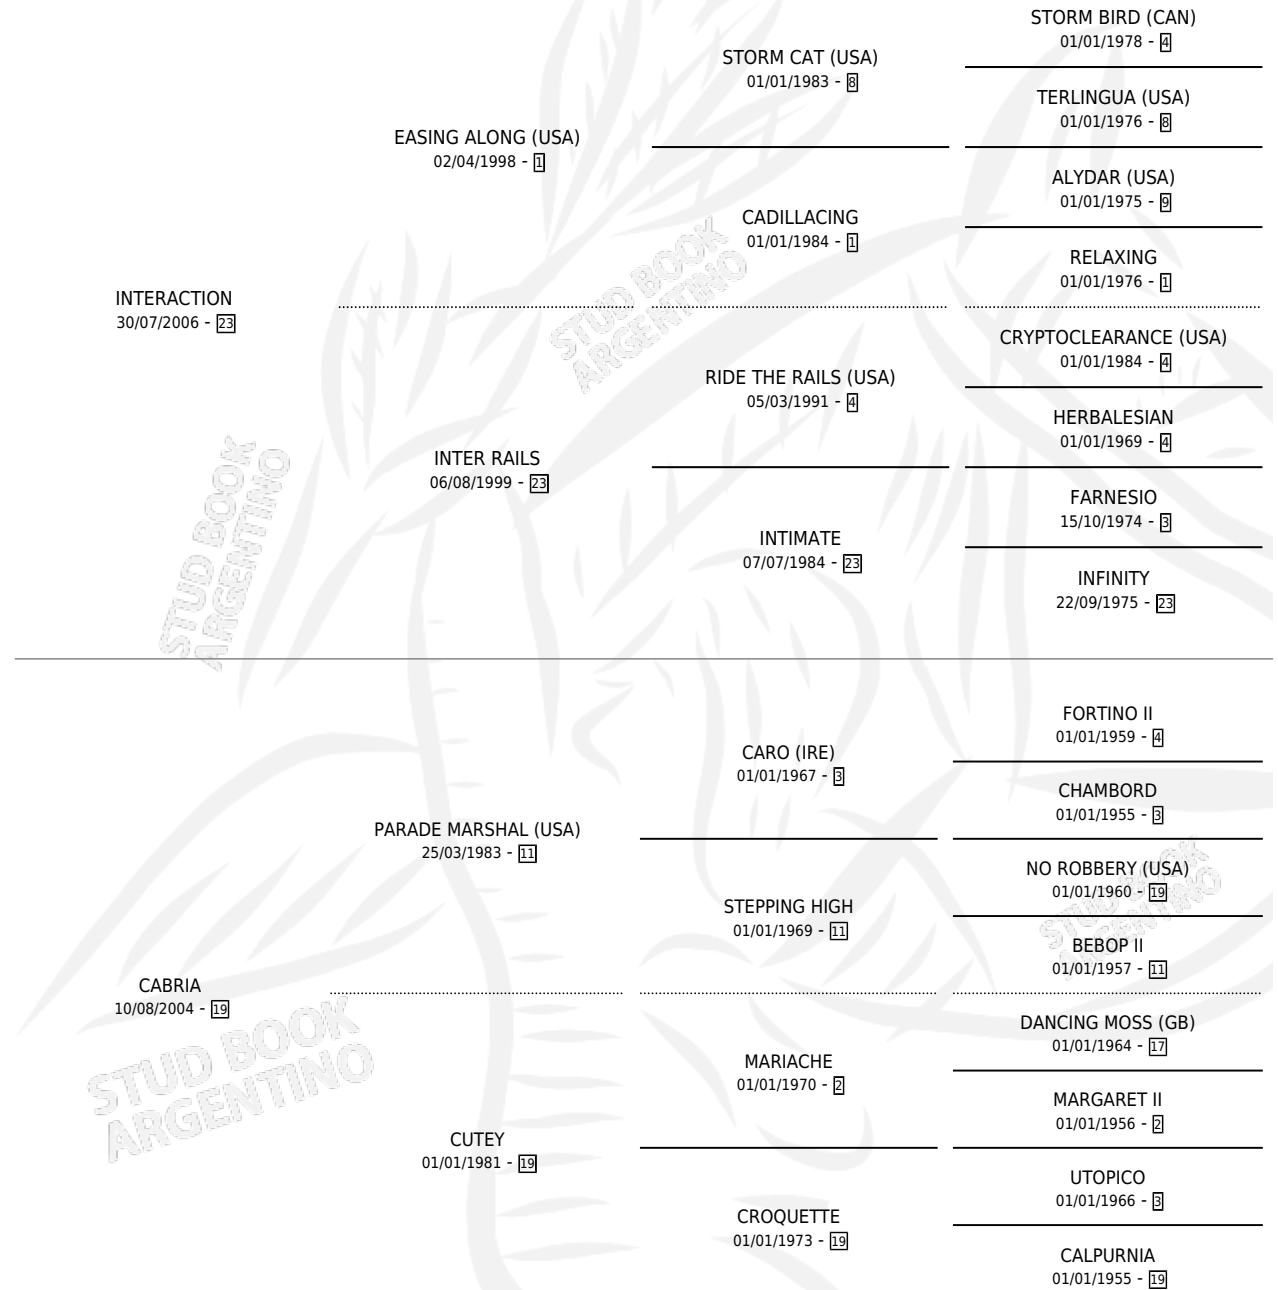 STORM BIRD (CAN)
01/01/1978 - 4
STORM CAT (USA)
01/01/1983 - 8
TERLINGUA (USA)
01/01/1976 - 8
EASING ALONG (USA)
02/04/1998 - 1
ALYDAR (USA)
01/01/1975 - 9
CADILLACING
01/01/1984 - 1
RELAXING
01/01/1976 - 1
INTERACTION
30/07/2006 - 23
CRYPTOCLEARANCE (USA)
01/01/1984 - 4
RIDE THE RAILS (USA)
05/03/1991 - 4
HERBALESIAN
01/01/1969 - 4
INTER RAILS
06/08/1999 - 23
FARNESIO
15/10/1974 - 3
INTIMATE
07/07/1984 - 23
INFINITY
22/09/1975 - 23
STUD BOOK
ARGENTINO
STUD BOOK
ARGENTINO
FORTINO II
01/01/1959 - 4
CARO (IRE)
01/01/1967 - 3
CHAMBORD
01/01/1955 - 3
PARADE MARSHAL (USA)
25/03/1983 - 11
NO ROBBERY (USA)
01/01/1960 - 19
STEPPING HIGH
01/01/1969 - 11
BEBOP II
01/01/1957 - 11
CABRIA
10/08/2004 - 19
DANCING MOSS (GB)
01/01/1964 - 17
MARIACHE
01/01/1970 - 2
MARGARET II
01/01/1956 - 2
CUTEY
01/01/1981 - 19
UTOPICO
01/01/1966 - 3
CROQUETTE
01/01/1973 - 19
CALPURNIA
01/01/1955 - 19
STUD BOOK
ARGENTINO
STUD BOOK
ARGENTINO